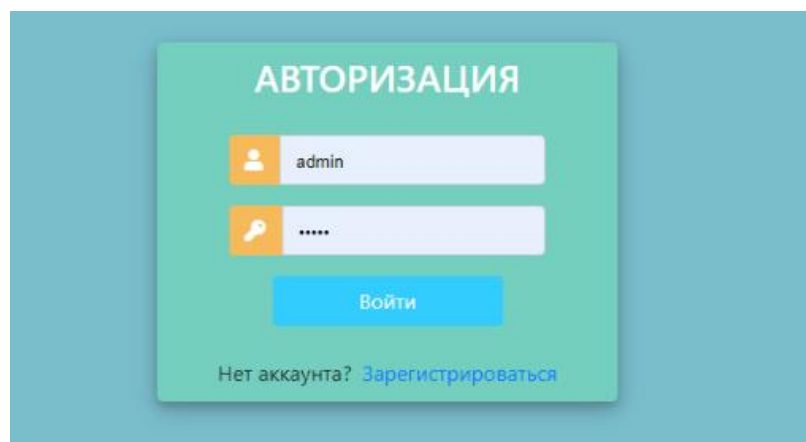 АВТОРИЗАЦИЯ
admin
•••••
Войти
Нет аккаунта? Зарегистрироваться